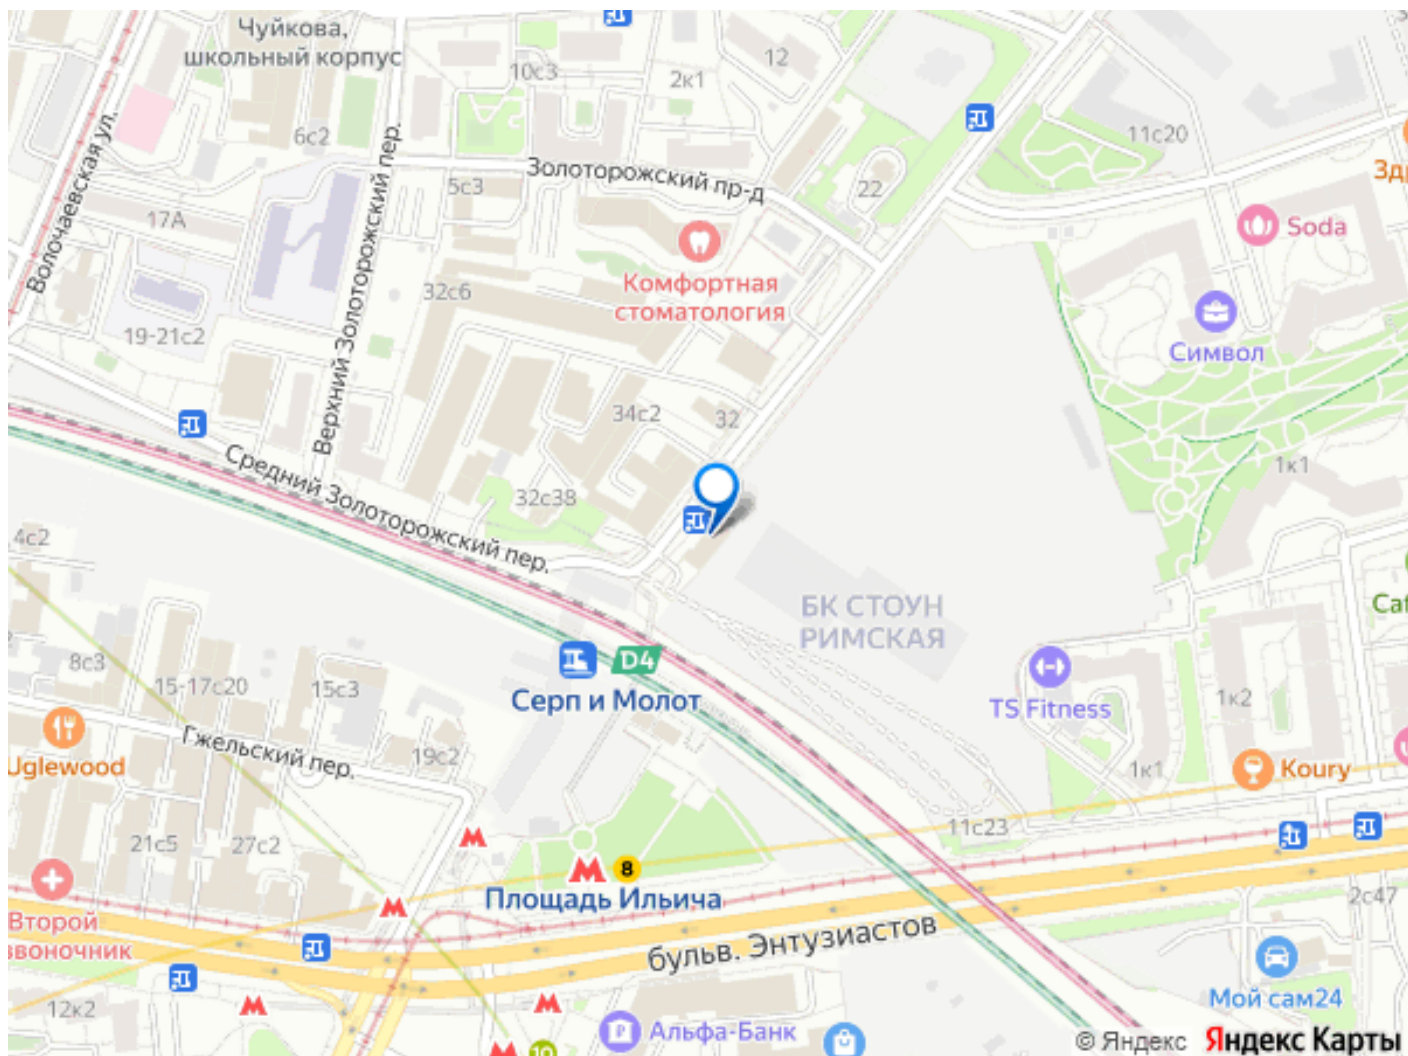 Чуйкова,
школьный корпус
10с3
2к1
12
6с2
11с20
Волочаевская ул.
Верхний Золоторожский пер.
Золоторожский пр-д
5с3
22
17А
Soda
Комфортная
стоматология
32с6
19-21с2
Символ
34с2
32
1к1
Средний Золоторожский пер.
32с38
4с2
БК СТОУН
РИМСКАЯ
8с3
15-17с20
15с3
D4
Серп и Молот
TS Fitness
1к2
Гжельский пер.
19с2
Uglewood
1к1
Koury
11с23
21с5
27с2
8
Площадь Ильича
2с47
Второй
звоночник
бульв. Энтузиастов
12к2
Мой сам24
Альфа-Банк
10
© Яндекс Яндекс Карты